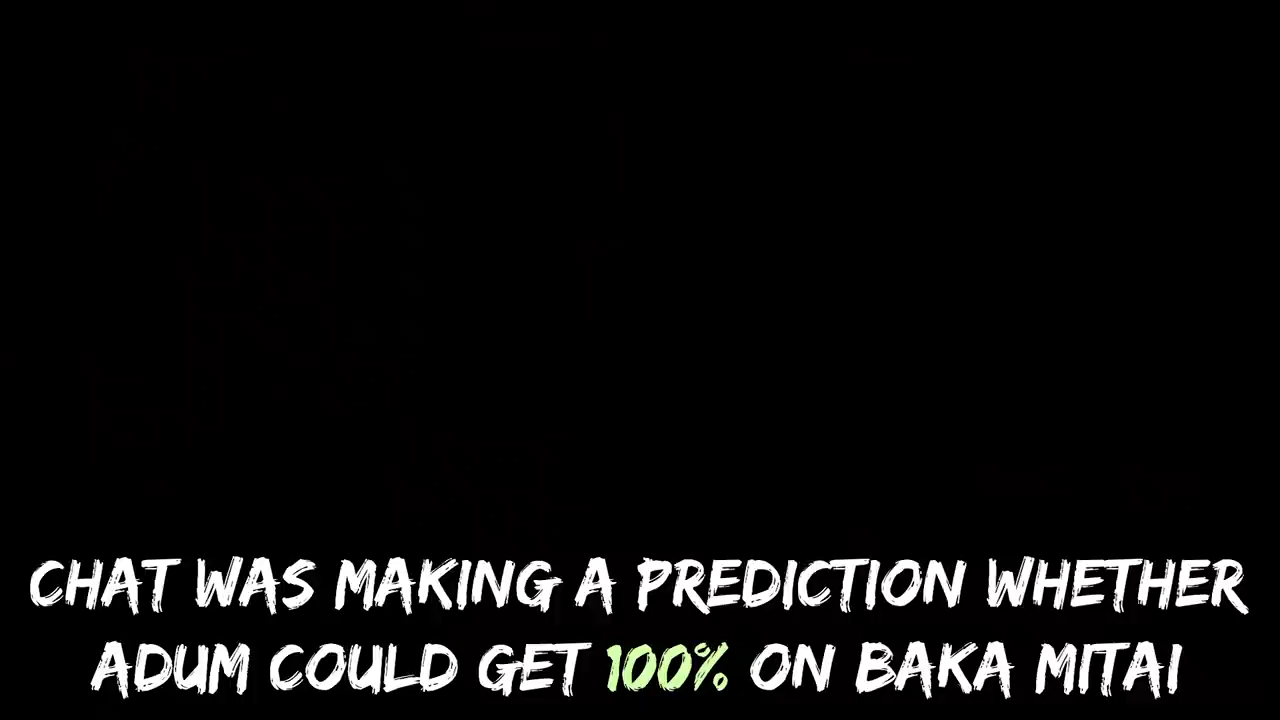 CHAT WAS MAKING A PREDICTION WHETHER
ADUM COULD GET 100% ON BAKA MITAI